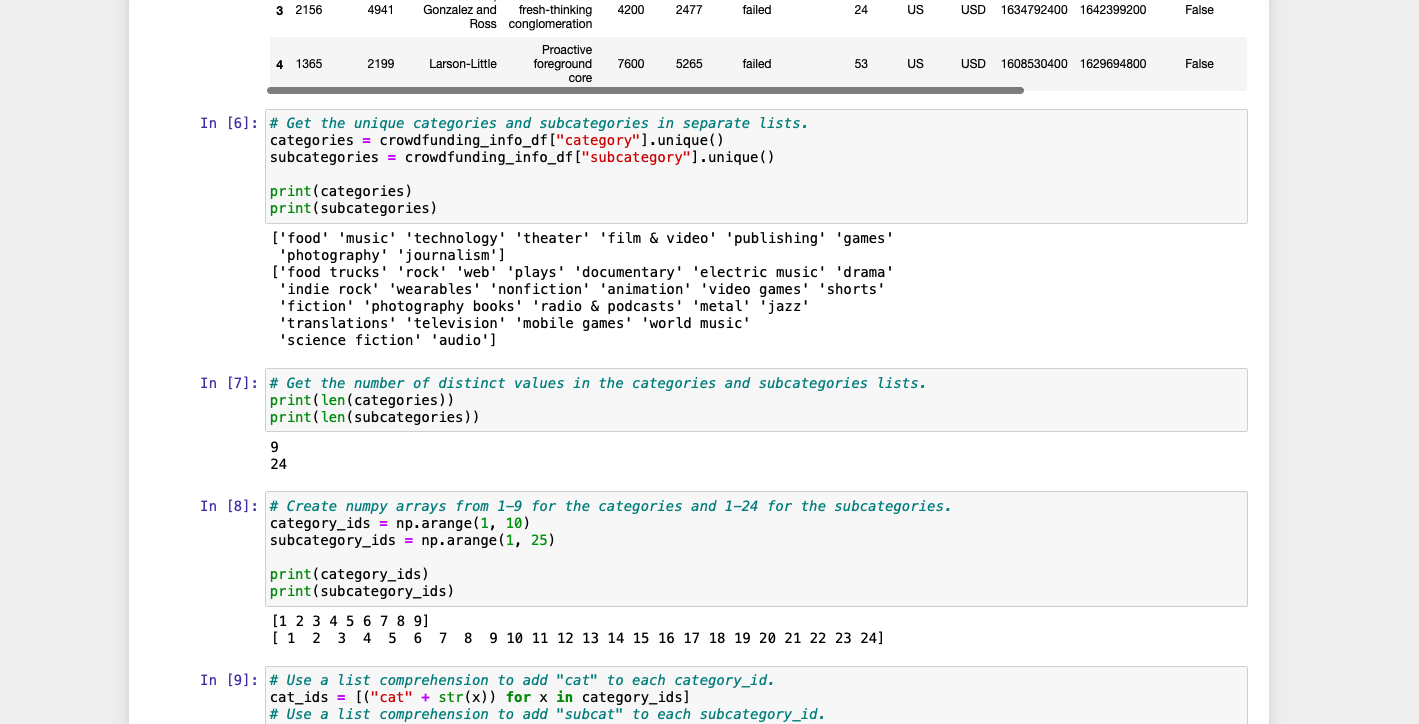 3 2156 4941 Gonzalez and Ross fresh-thinking conglomeration 4200 2477 failed 24 US USD 1634792400 1642399200 False
4 1365 2199 Larson-Little Proactive foreground core 7600 5265 failed 53 US USD 1608530400 1629694800 False
In [6]: # Get the unique categories and subcategories in separate lists.
categories = crowdfunding_info_df["category"].unique()
subcategories = crowdfunding_info_df["subcategory"].unique()
print(categories)
print(subcategories)
['food' 'music' 'technology' 'theater' 'film & video' 'publishing' 'games'
'photography' 'journalism']
['food trucks' 'rock' 'web' 'plays' 'documentary' 'electric music' 'drama'
'indie rock' 'wearables' 'nonfiction' 'animation' 'video games' 'shorts'
'fiction' 'photography books' 'radio & podcasts' 'metal' 'jazz'
'translations' 'television' 'mobile games' 'world music'
'science fiction' 'audio']
In [7]: # Get the number of distinct values in the categories and subcategories lists.
print(len(categories))
print(len(subcategories))
9
24
In [8]: # Create numpy arrays from 1-9 for the categories and 1-24 for the subcategories.
category_ids = np.arange(1, 10)
subcategory_ids = np.arange(1, 25)
print(category_ids)
print(subcategory_ids)
[1 2 3 4 5 6 7 8 9]
[ 1 2 3 4 5 6 7 8 9 10 11 12 13 14 15 16 17 18 19 20 21 22 23 24]
In [9]: # Use a list comprehension to add "cat" to each category_id.
cat_ids = [("cat" + str(x)) for x in category_ids]
# Use a list comprehension to add "subcat" to each subcategory_id.